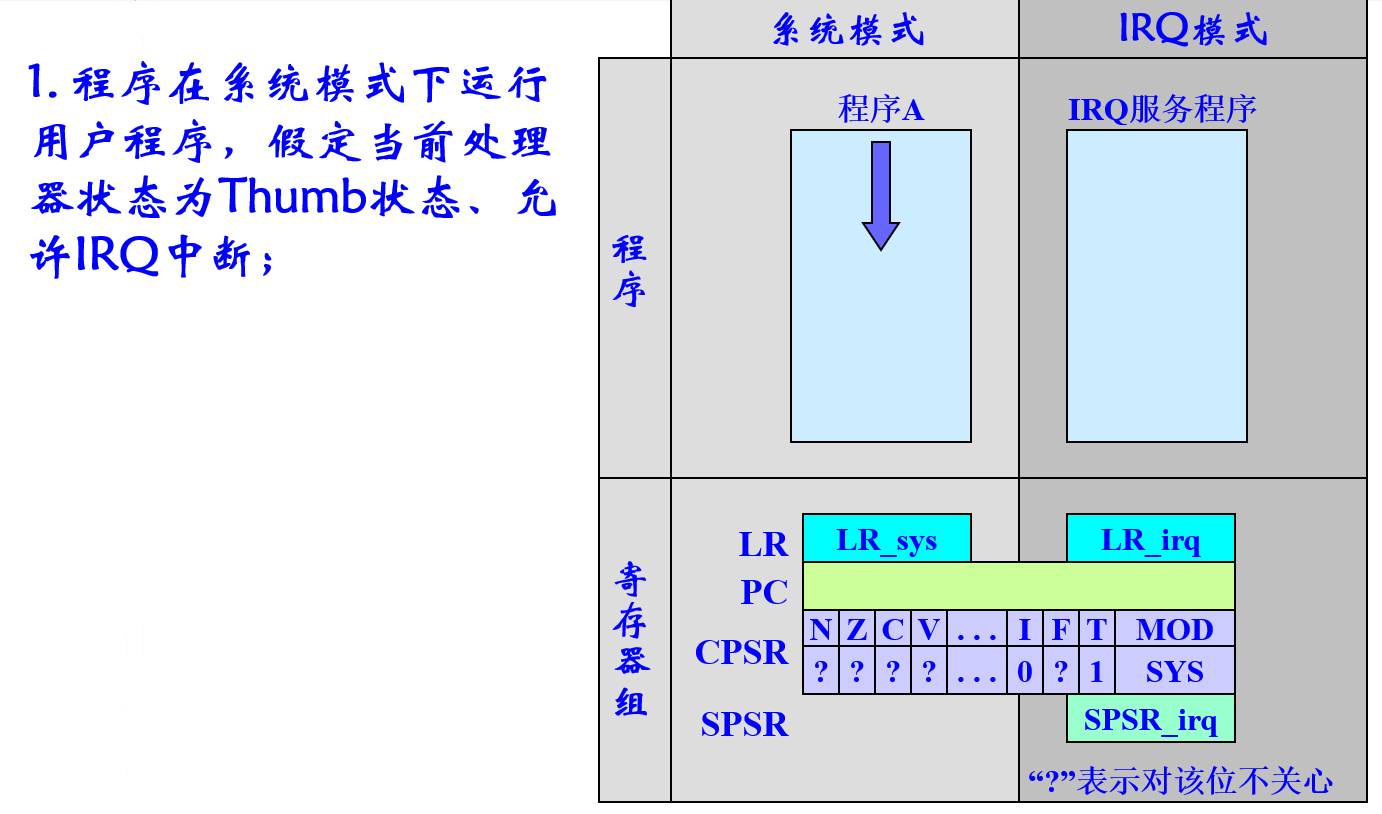 1. 程序在系统模式下运行
用户程序，假定当前处理
器状态为Thumb状态、允
许IRQ中断；
系统模式 IRQ模式
程序
程序A IRQ服务程序
寄存器组
LR LR_sys LR_irq
PC
CPSR
N Z C V ... I F T MOD
? ? ? ? ... 0 ? 1 SYS
SPSR SPSR_irq
“?”表示对该位不关心